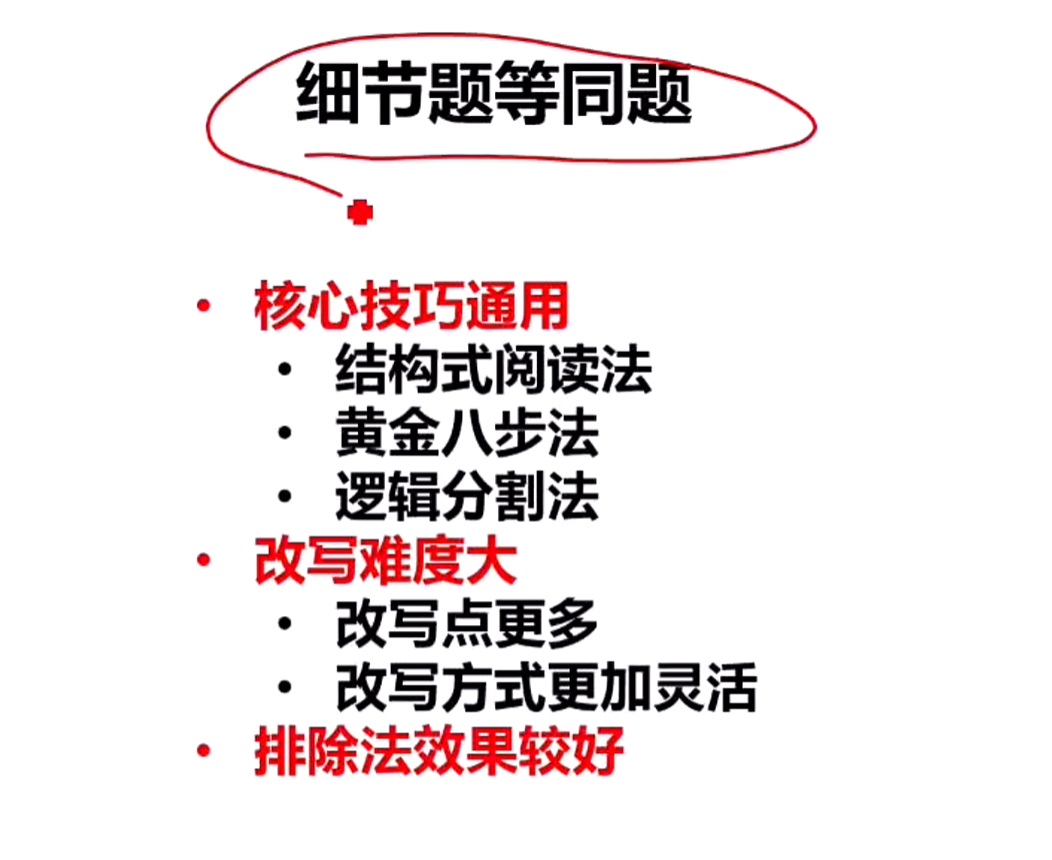 细节题等同题
• 核心技巧通用
• 结构式阅读法
• 黄金八步法
• 逻辑分割法
• 改写难度大
• 改写点更多
• 改写方式更加灵活
• 排除法效果较好